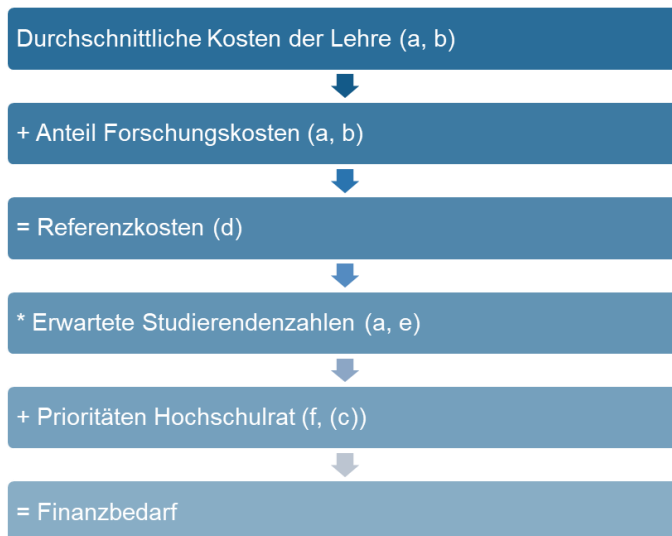 Durchschnittliche Kosten der Lehre (a, b)
+ Anteil Forschungskosten (a, b)
= Referenzkosten (d)
* Erwartete Studierendenzahlen (a, e)
+ Prioritäten Hochschulrat (f, (c))
= Finanzbedarf